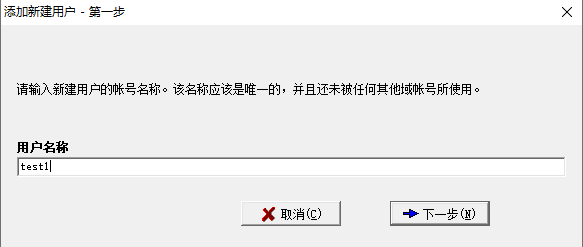 添加新建用户 - 第一步
请输入新建用户的帐号名称。该名称应该是唯一的，并且还未被任何其他域帐号所使用。
用户名称
test1
取消(C)
下一步(N)